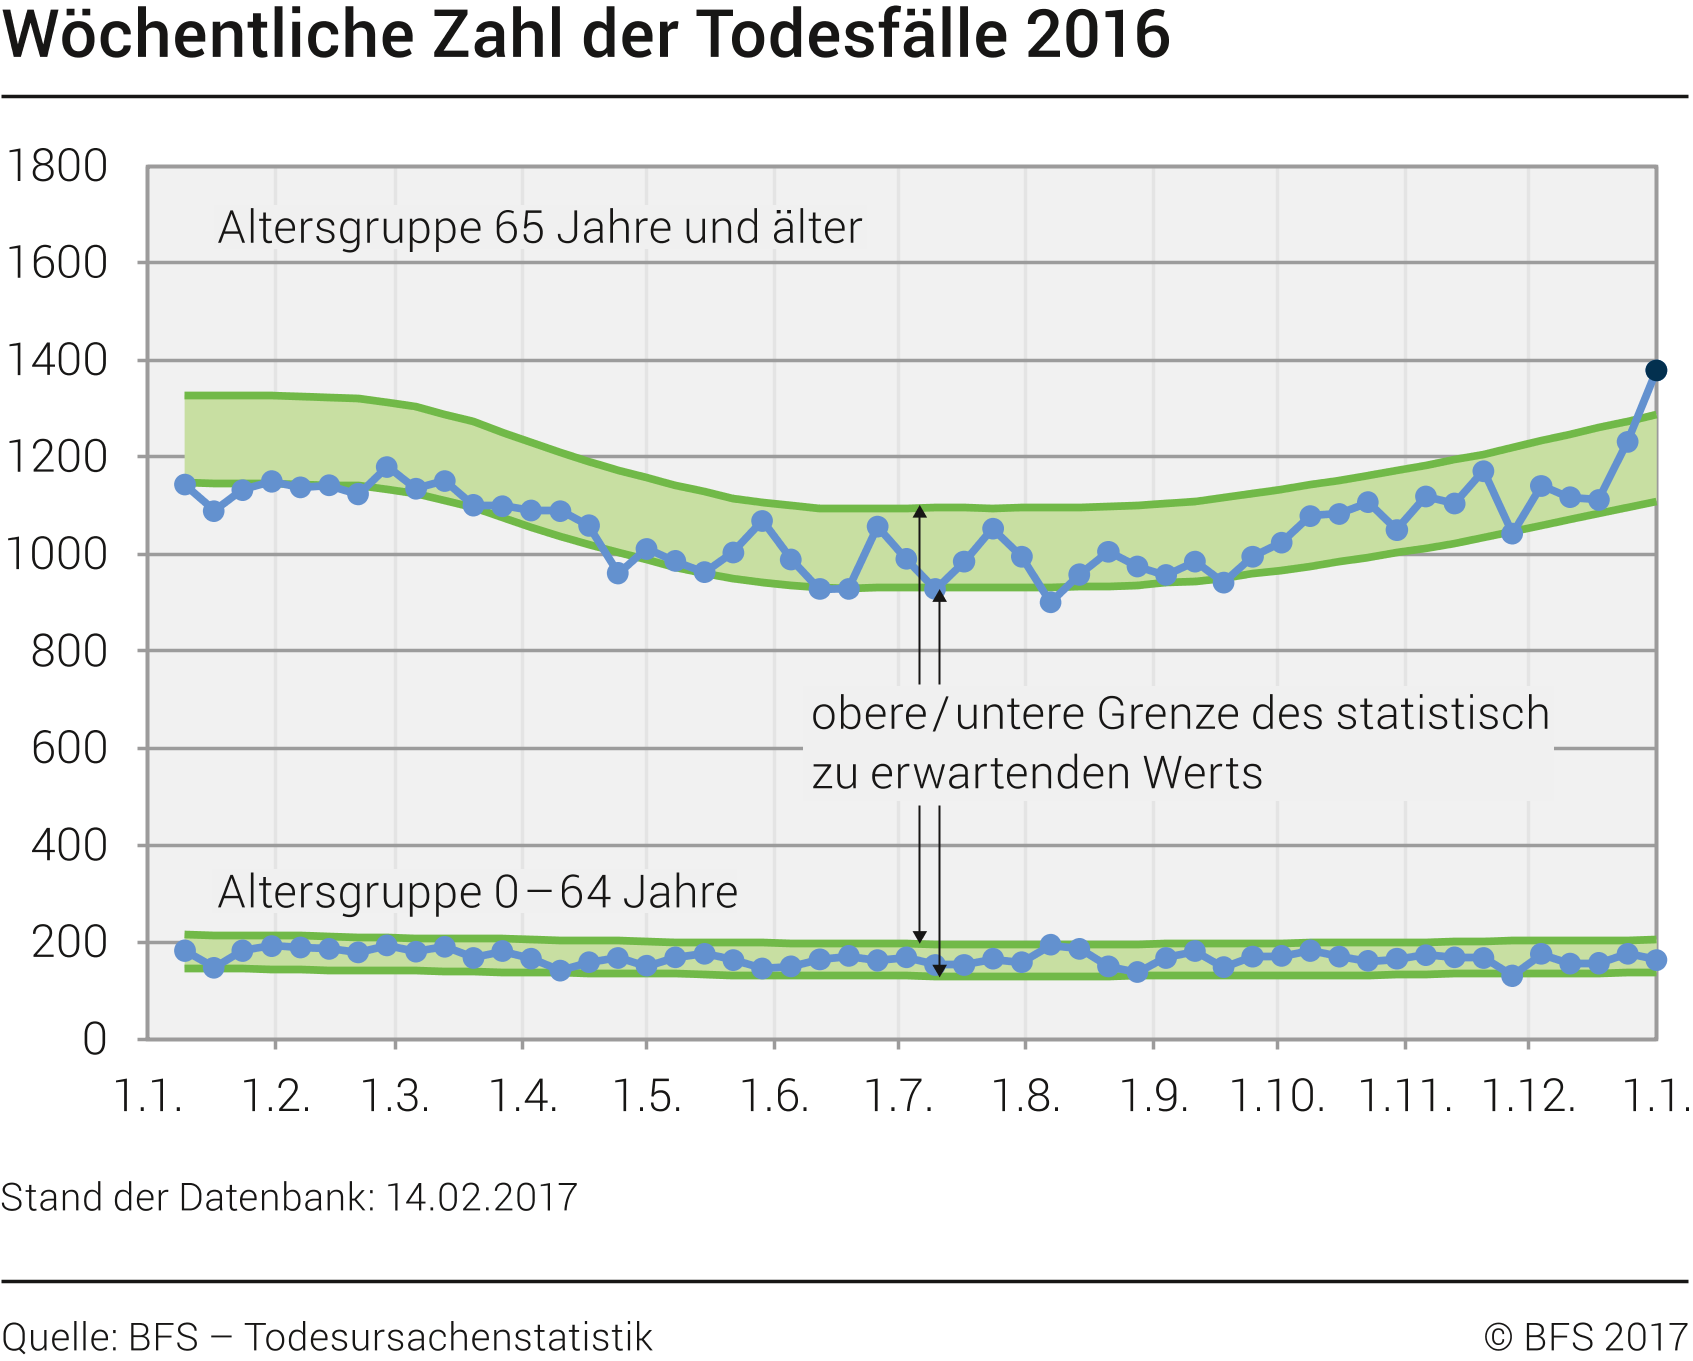 Wöchentliche Zahl der Todesfälle 2016
1800
Altersgruppe 65 Jahre und älter
1600
1400
1200
1000
800
obere/untere Grenze des statistisch
600
zu erwartenden Werts
400
Altersgruppe 0–64 Jahre
200
0
1.1. 1.2. 1.3. 1.4. 1.5. 1.6. 1.7. 1.8. 1.9. 1.10. 1.11. 1.12. 1.1.
Stand der Datenbank: 14.02.2017
Quelle: BFS – Todesursachenstatistik © BFS 2017